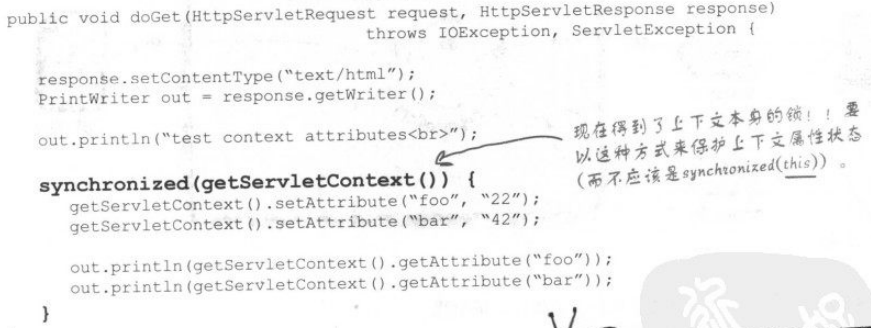 public void doGet(HttpServletRequest request, HttpServletResponse response)
throws IOException, ServletException {
response.setContentType(“text/html”);
PrintWriter out = response.getWriter();
out.println(“test context attributes<br>”);
现在得到了上下文本身的锁！！要
以这种方式来保护上下文属性状态
(而不应该是synchronized(this)) 。
synchronized(getServletContext()) {
getServletContext().setAttribute(“foo”, “22”);
getServletContext().setAttribute(“bar”, “42”);
out.println(getServletContext().getAttribute(“foo”));
out.println(getServletContext().getAttribute(“bar”));
}